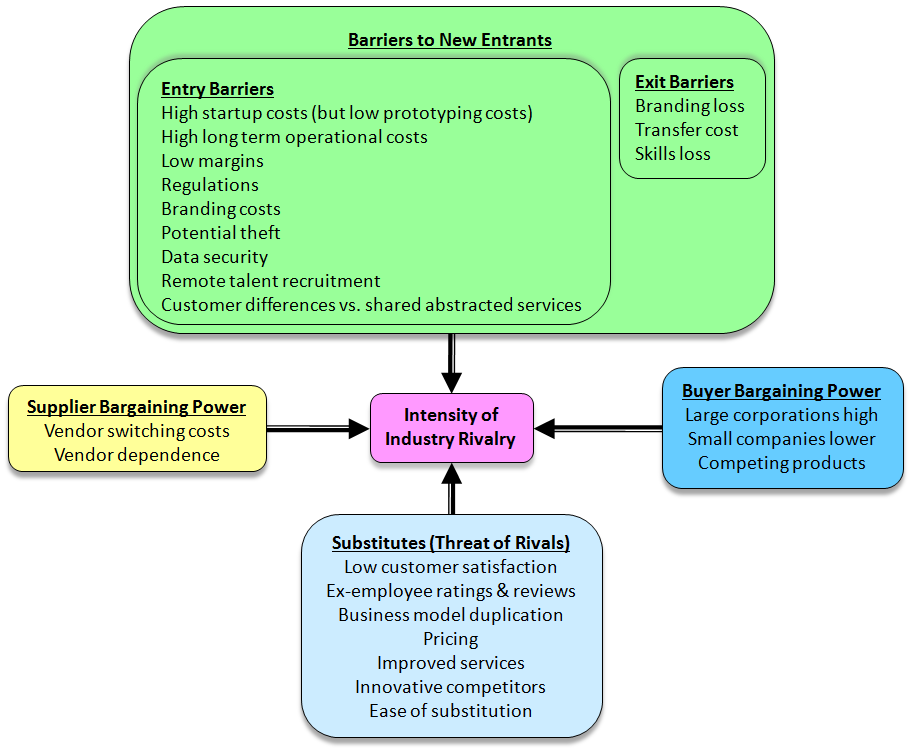 Barriers to New Entrants
Entry Barriers
High startup costs (but low prototyping costs)
High long term operational costs
Low margins
Regulations
Branding costs
Potential theft
Data security
Remote talent recruitment
Customer differences vs. shared abstracted services
Exit Barriers
Branding loss
Transfer cost
Skills loss
Supplier Bargaining Power
Vendor switching costs
Vendor dependence
Intensity of
Industry Rivalry
Buyer Bargaining Power
Large corporations high
Small companies lower
Competing products
Substitutes (Threat of Rivals)
Low customer satisfaction
Ex-employee ratings & reviews
Business model duplication
Pricing
Improved services
Innovative competitors
Ease of substitution